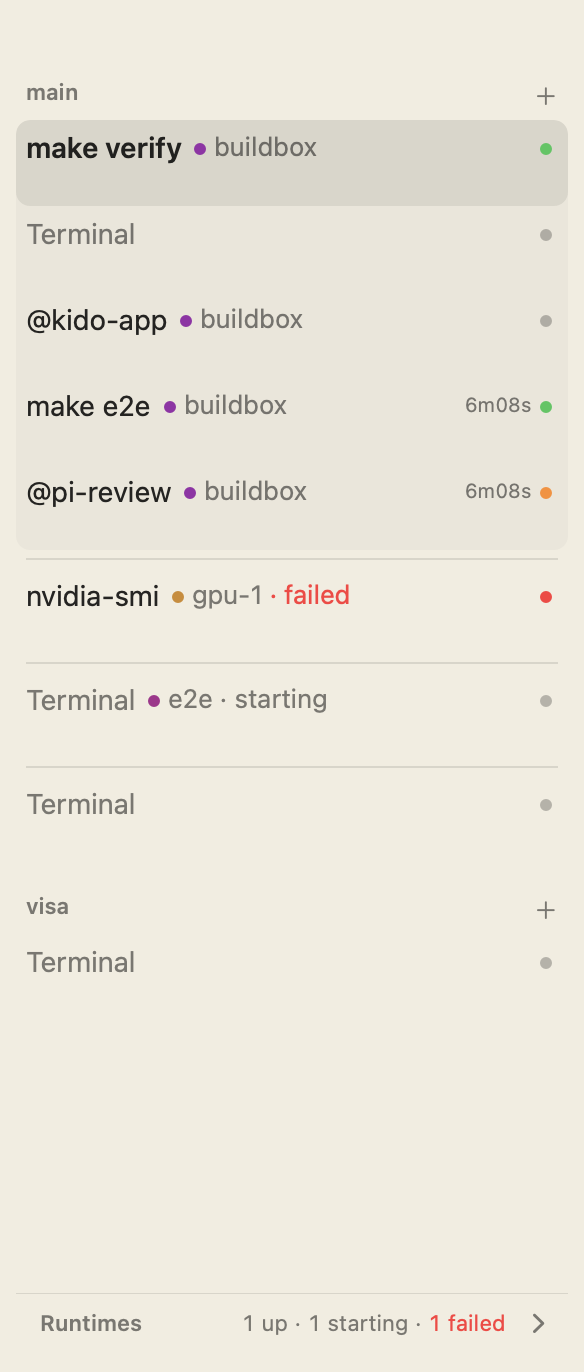 main +
make verify buildbox
Terminal
@kido-app buildbox
make e2e buildbox 6m08s
@pi-review buildbox 6m08s
nvidia-smi gpu-1 · failed
Terminal e2e · starting
Terminal
visa +
Terminal
Runtimes 1 up · 1 starting · 1 failed